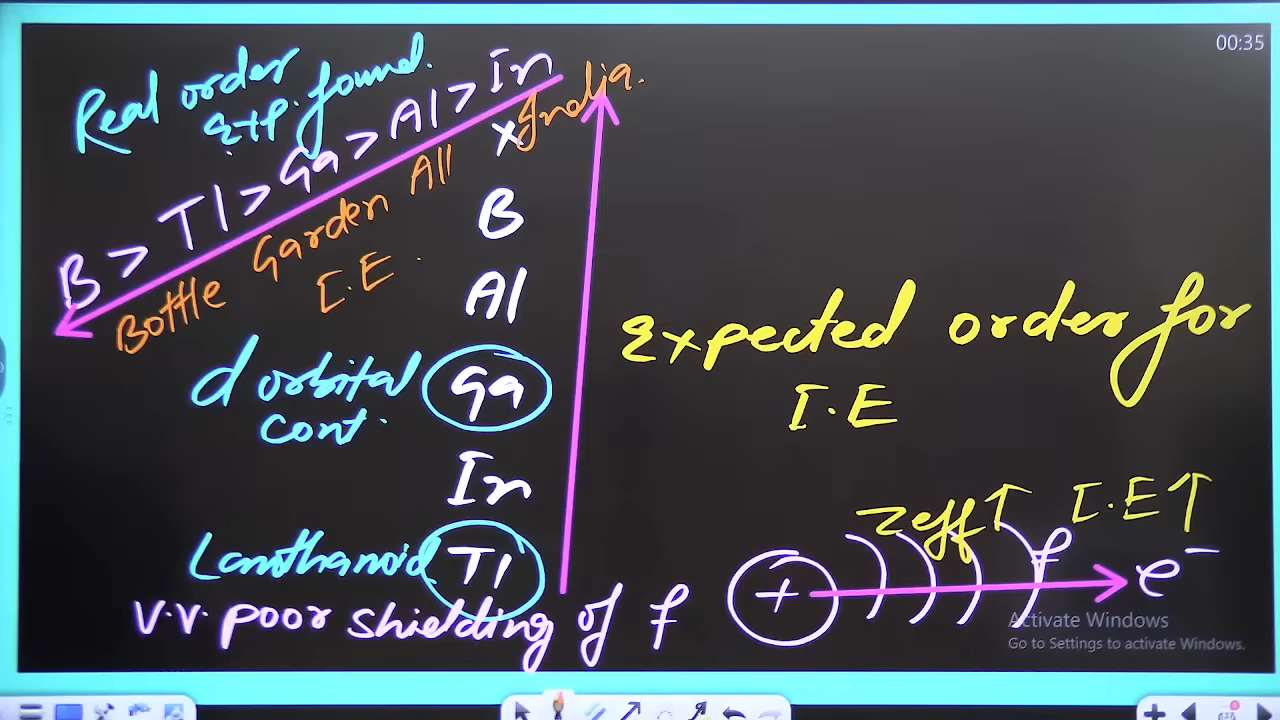 00:35
Real order
Exp. found.
B > Tl > Ga > Al > In
Bottle Garden All India.
I.E.
x
B
Al
d orbital cont.
Ga
In
Lanthanoid
Tl
v.v. poor shielding of f
Expected order for
I.E
Zeff↑ I.E↑
+
f
e⁻
Activate Windows
Go to Settings to activate Windows.